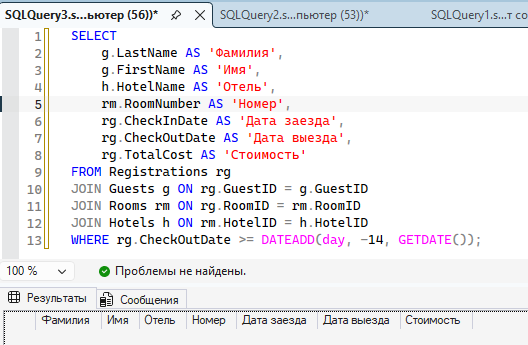 SQLQuery3.s...ьютер (56))* SQLQuery2.s...пьютер (53))* SQLQuery1.s...т со
1 SELECT
2 g.LastName AS 'Фамилия',
3 g.FirstName AS 'Имя',
4 h.HotelName AS 'Отель',
5 rm.RoomNumber AS 'Номер',
6 rg.CheckInDate AS 'Дата заезда',
7 rg.CheckOutDate AS 'Дата выезда',
8 rg.TotalCost AS 'Стоимость'
9 FROM Registrations rg
10 JOIN Guests g ON rg.GuestID = g.GuestID
11 JOIN Rooms rm ON rg.RoomID = rm.RoomID
12 JOIN Hotels h ON rm.HotelID = h.HotelID
13 WHERE rg.CheckOutDate >= DATEADD(day, -14, GETDATE());
100 % Проблемы не найдены.
Результаты Сообщения
Фамилия Имя Отель Номер Дата заезда Дата выезда Стоимость